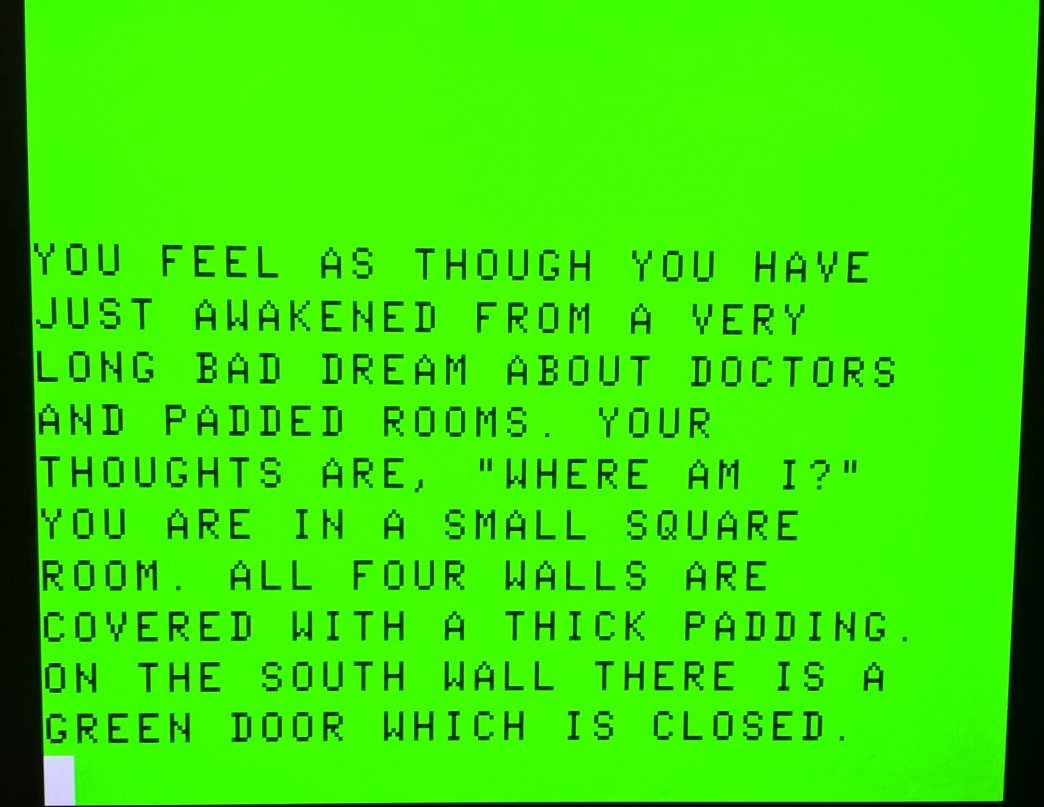 YOU FEEL AS THOUGH YOU HAVE
JUST AWAKENED FROM A VERY
LONG BAD DREAM ABOUT DOCTORS
AND PADDED ROOMS. YOUR
THOUGHTS ARE, "WHERE AM I?"
YOU ARE IN A SMALL SQUARE
ROOM. ALL FOUR WALLS ARE
COVERED WITH A THICK PADDING.
ON THE SOUTH WALL THERE IS A
GREEN DOOR WHICH IS CLOSED.